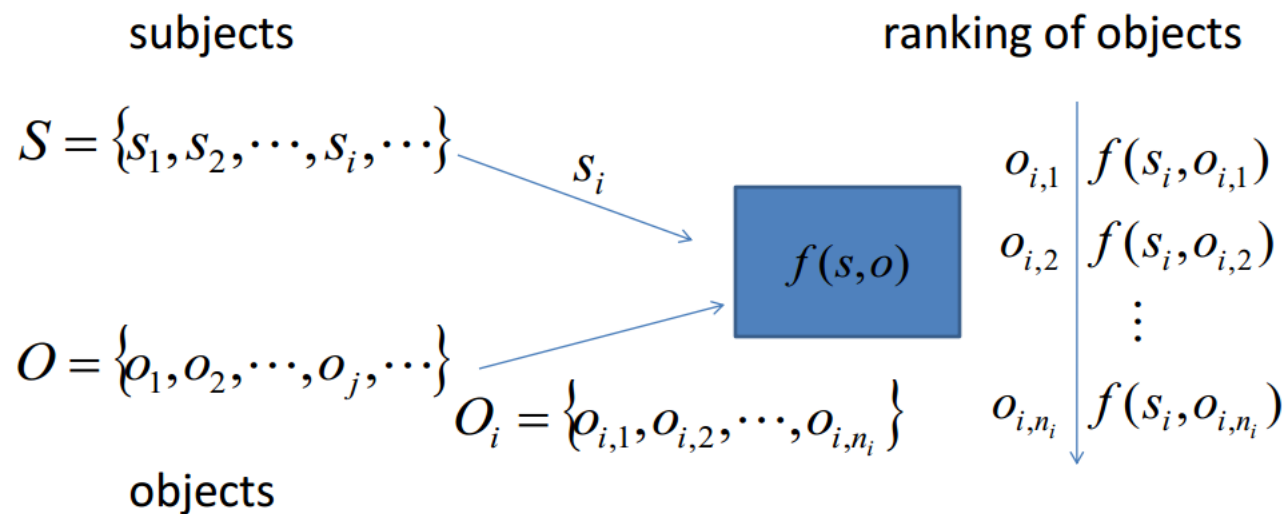 subjects
ranking of objects
S = {s₁, s₂, ⋯, sᵢ, ⋯}
sᵢ
f(s, o)
oᵢ,₁ f(sᵢ, oᵢ,₁)
oᵢ,₂ f(sᵢ, oᵢ,₂)
⋮
O = {o₁, o₂, ⋯, oⱼ, ⋯}
Oᵢ = {oᵢ,₁, oᵢ,₂, ⋯, oᵢ,ₙᵢ}
oᵢ,ₙᵢ f(sᵢ, oᵢ,ₙᵢ)
objects